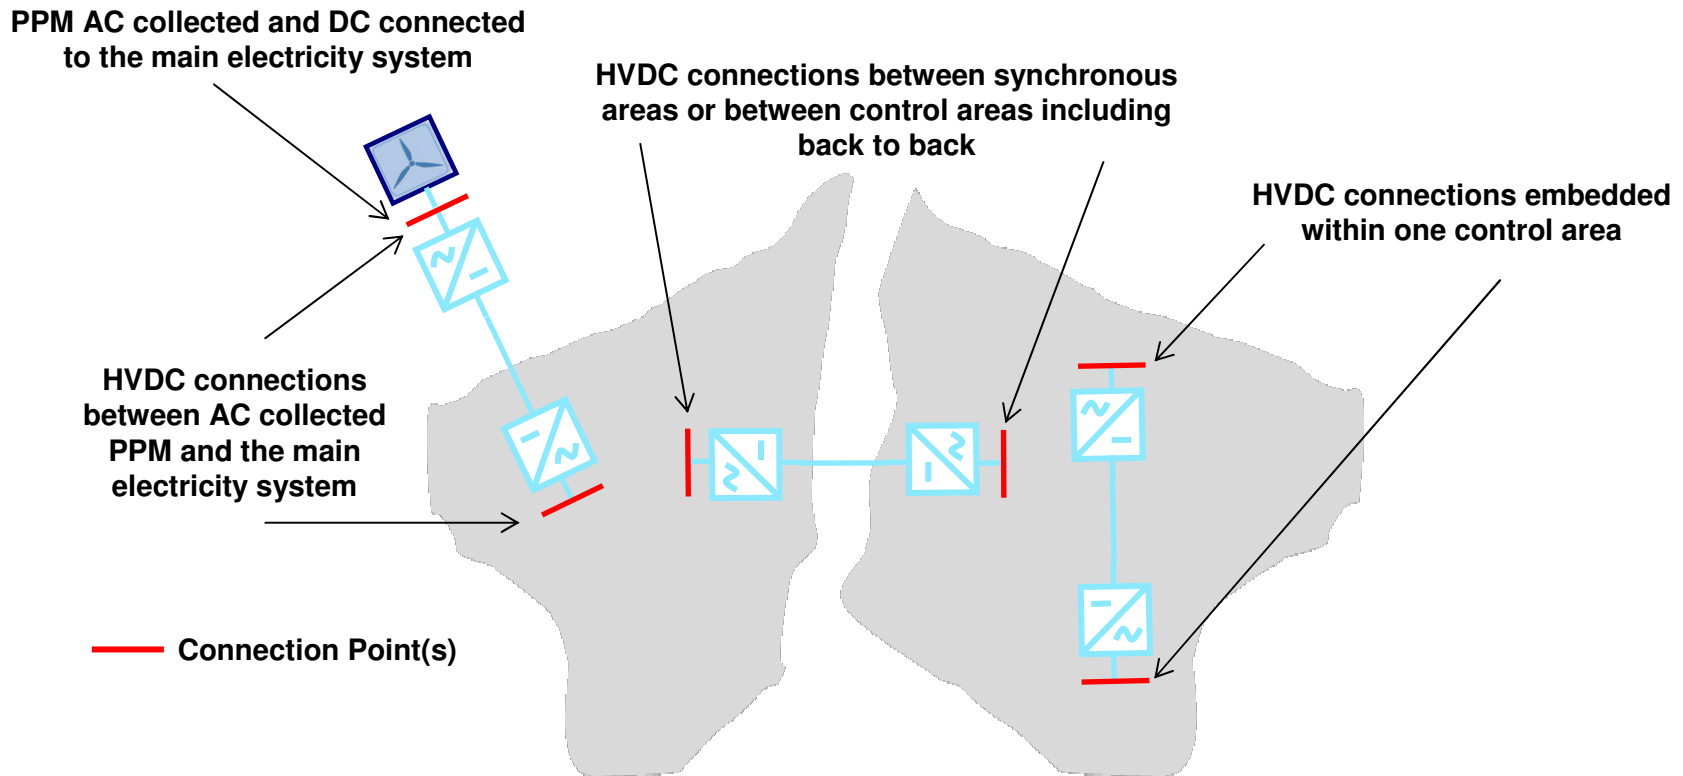 PPM AC collected and DC connected
to the main electricity system
HVDC connections between synchronous
areas or between control areas including
back to back
HVDC connections embedded
within one control area
HVDC connections
between AC collected
PPM and the main
electricity system
Connection Point(s)